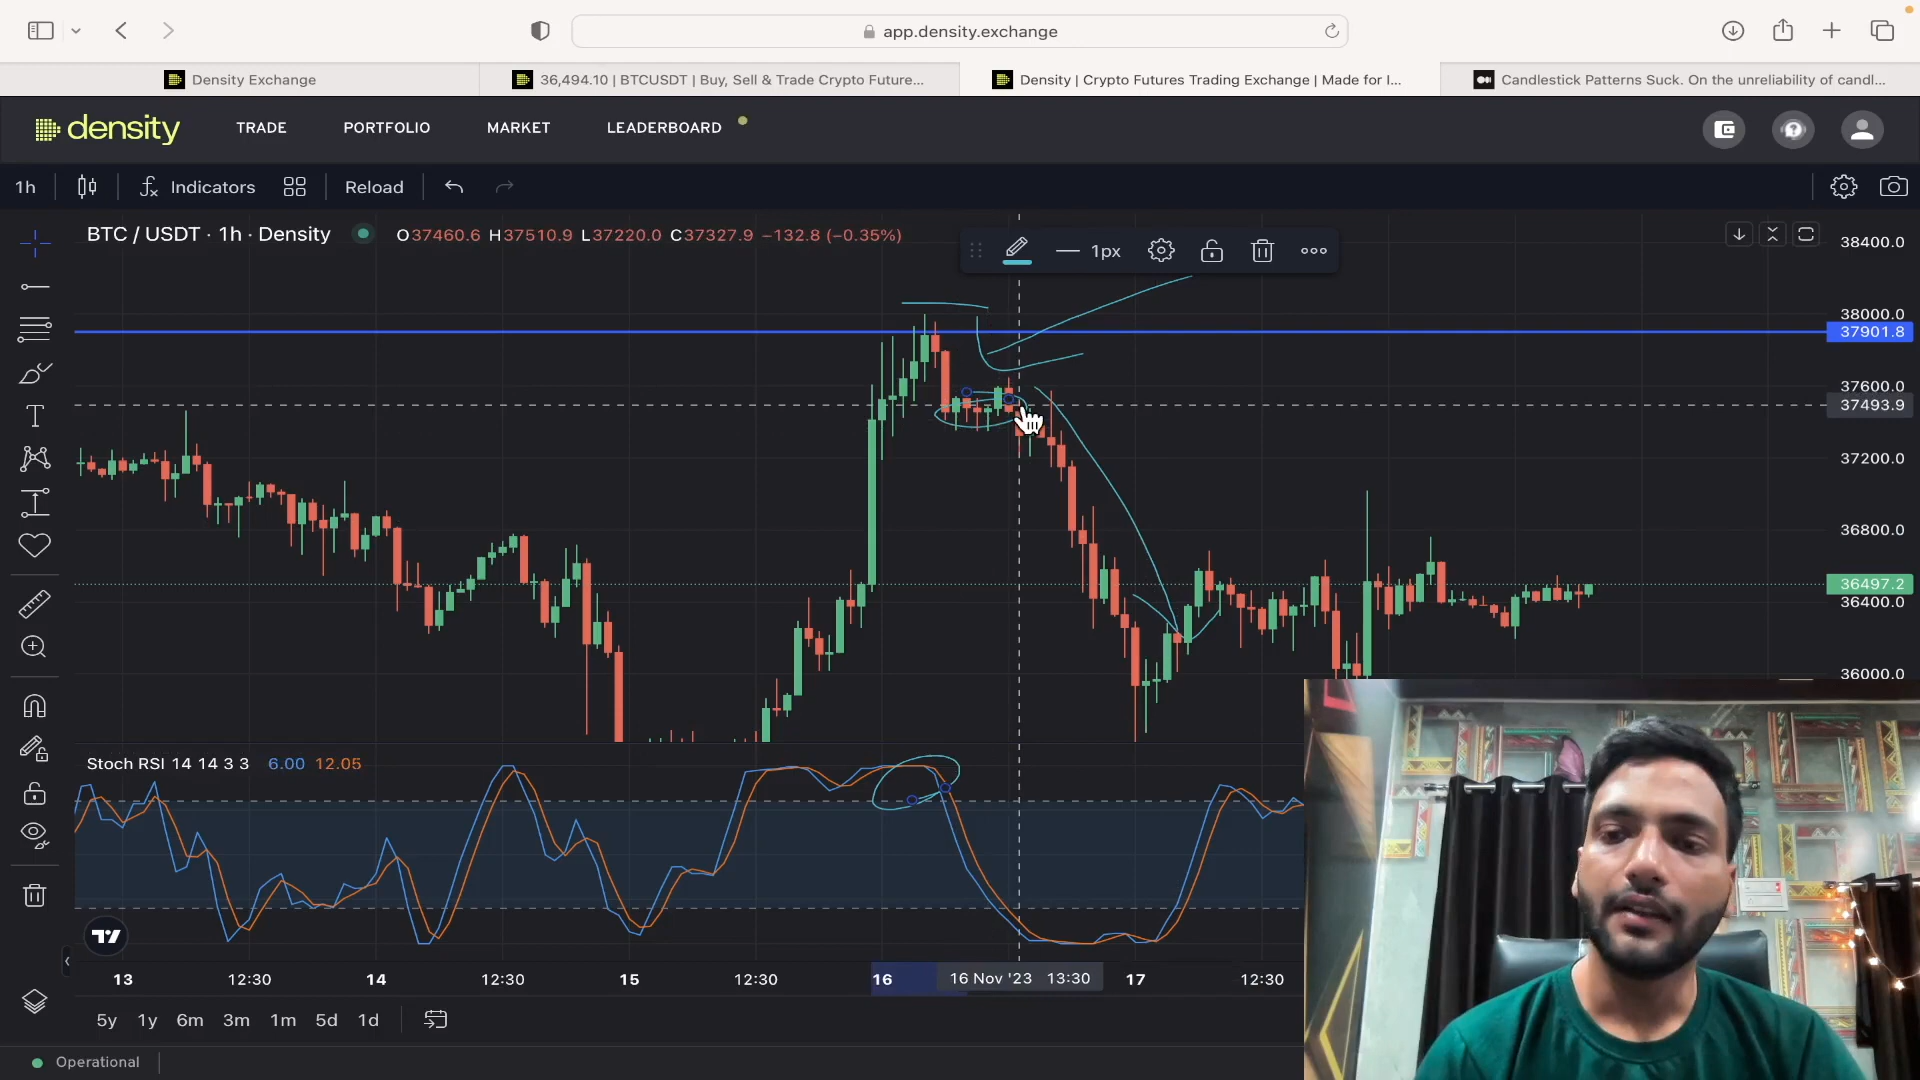 app.density.exchange
Density Exchange
36,494.10 | BTCUSDT | Buy, Sell & Trade Crypto Future...
Density | Crypto Futures Trading Exchange | Made for I...
Candlestick Patterns Suck. On the unreliability of candl...
density
TRADE
PORTFOLIO
MARKET
LEADERBOARD
1h
Indicators
Reload
BTC / USDT · 1h · Density
O37460.6 H37510.9 L37220.0 C37327.9 −132.8 (−0.35%)
1px
38400.0
38000.0
37901.8
37600.0
37493.9
37200.0
36800.0
36497.2
36400.0
36000.0
Stoch RSI 14 14 3 3 6.00 12.05
13 12:30 14 12:30 15 12:30 16 16 Nov '23 13:30 17 12:30
5y 1y 6m 3m 1m 5d 1d
Operational